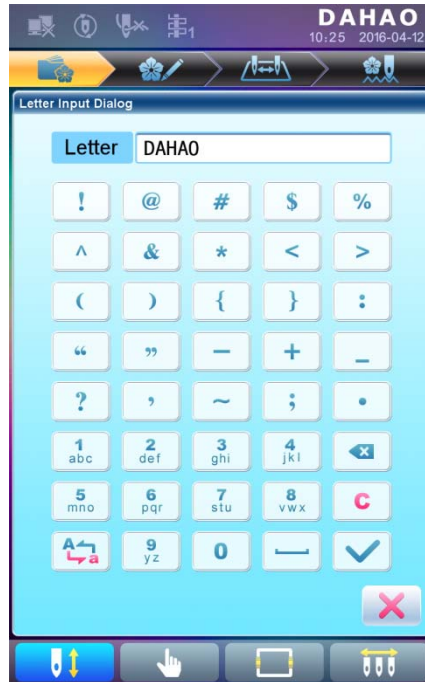 DAHAO
1
10:25 2016-04-12
Letter Input Dialog
Letter DAHAO
! @ # $ %
^ & * < >
( ) { } :
“ ” − + _
? , ~ ; •
1 2 3 4
abc def ghi jkl
5 6 7 8 C
mno pqr stu vwx
A a 9 0
yz